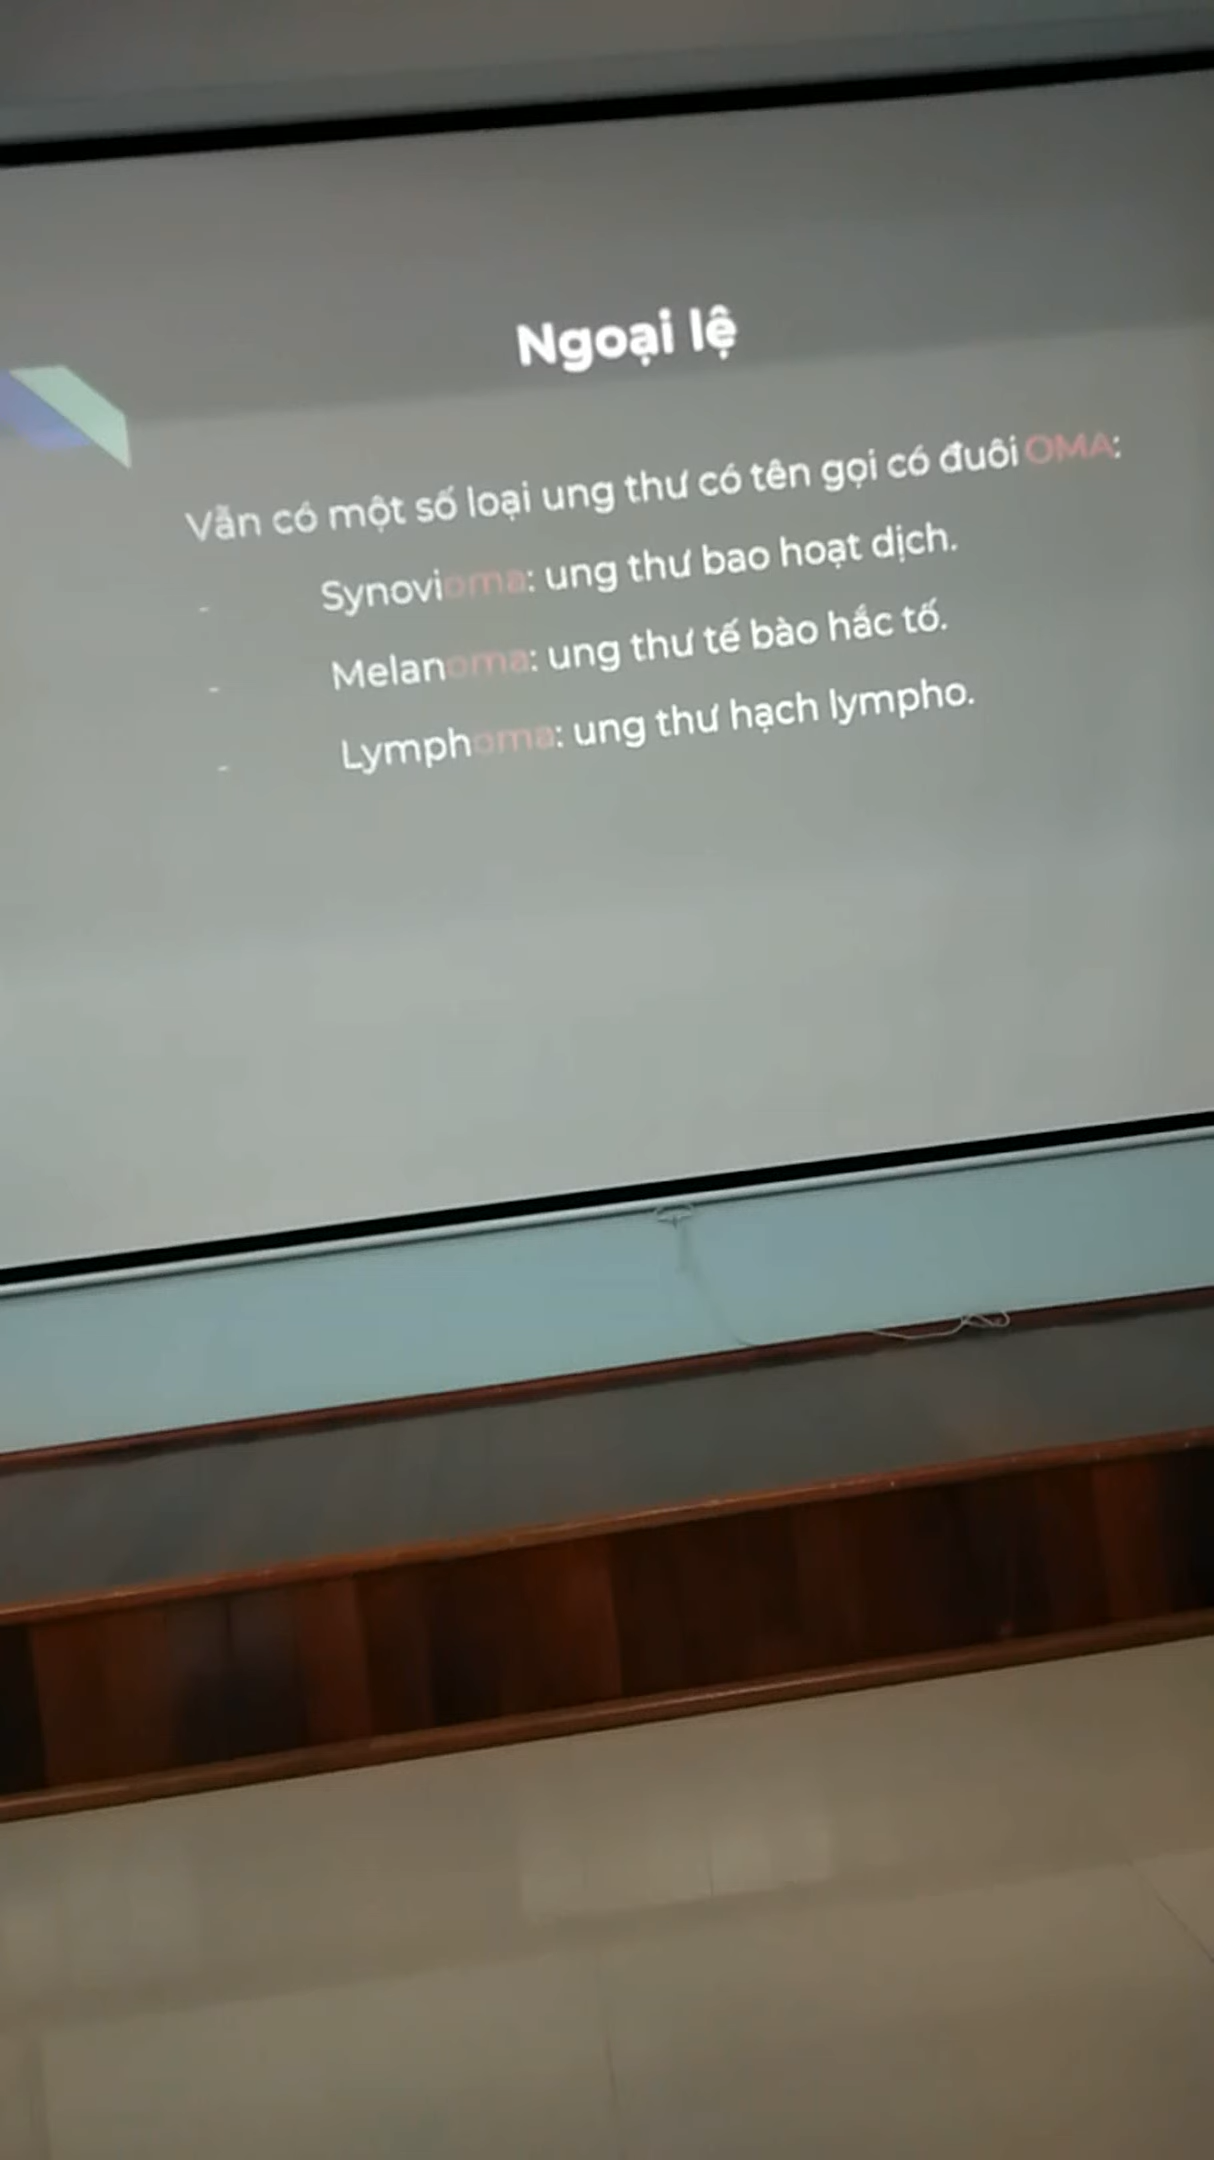 Ngoại lệ
Vẫn có một số loại ung thư có tên gọi có đuôi OMA:
- Synovioma: ung thư bao hoạt dịch.
- Melanoma: ung thư tế bào hắc tố.
- Lymphoma: ung thư hạch lympho.